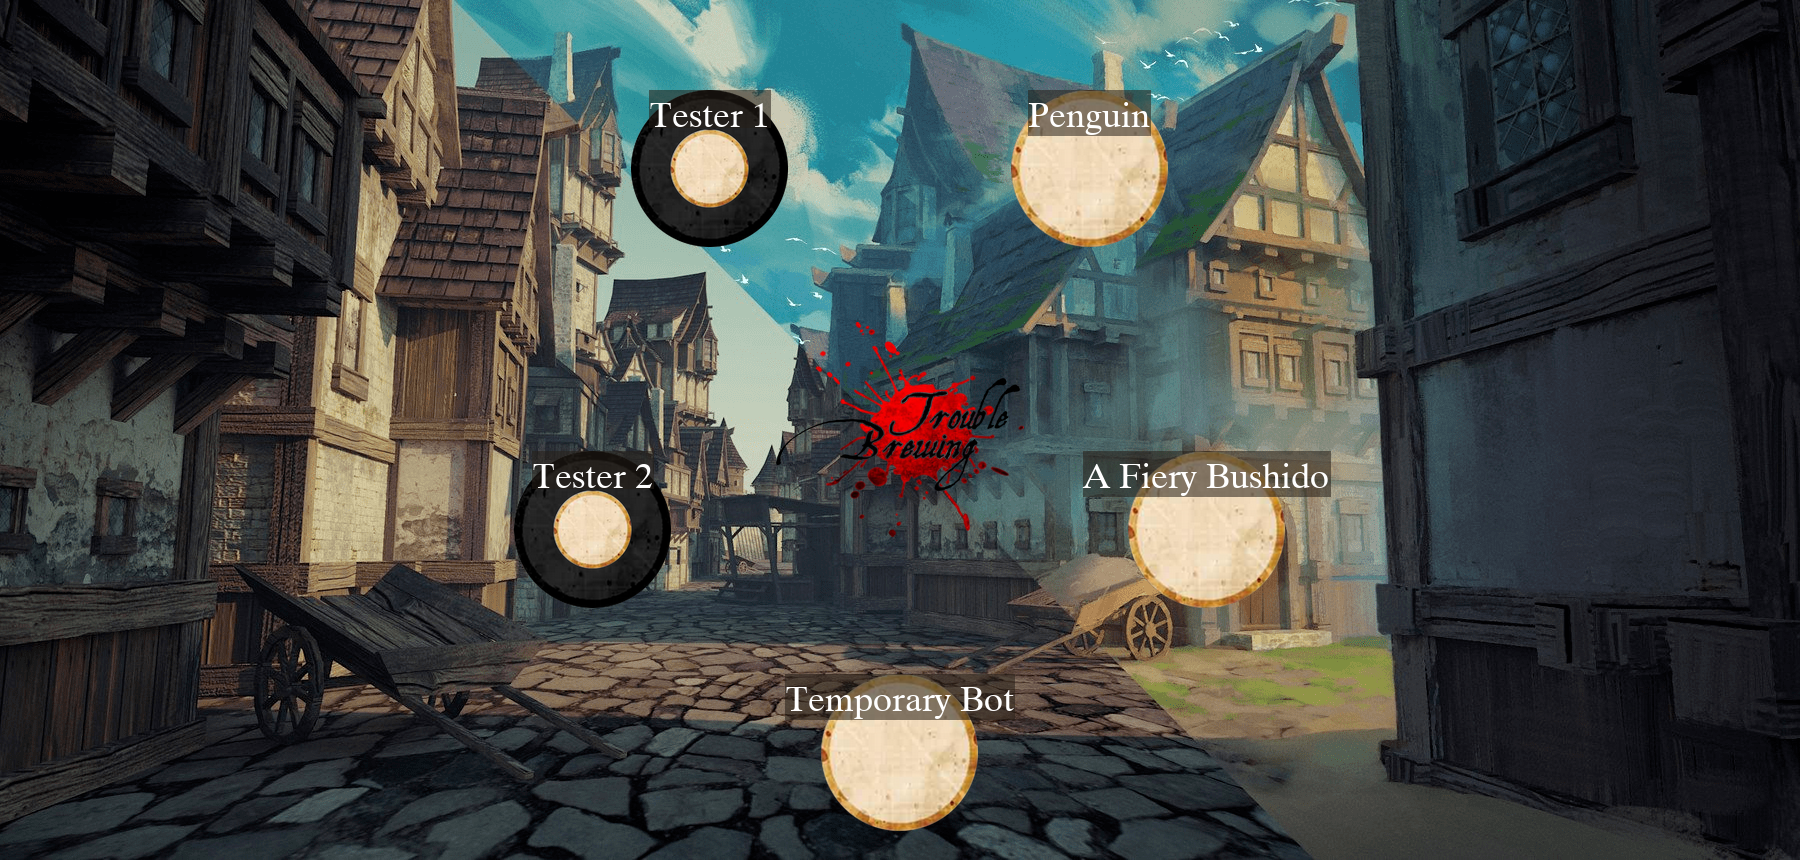 Tester 1
Penguin
Trouble
Brewing
Tester 2
A Fiery Bushido
Temporary Bot